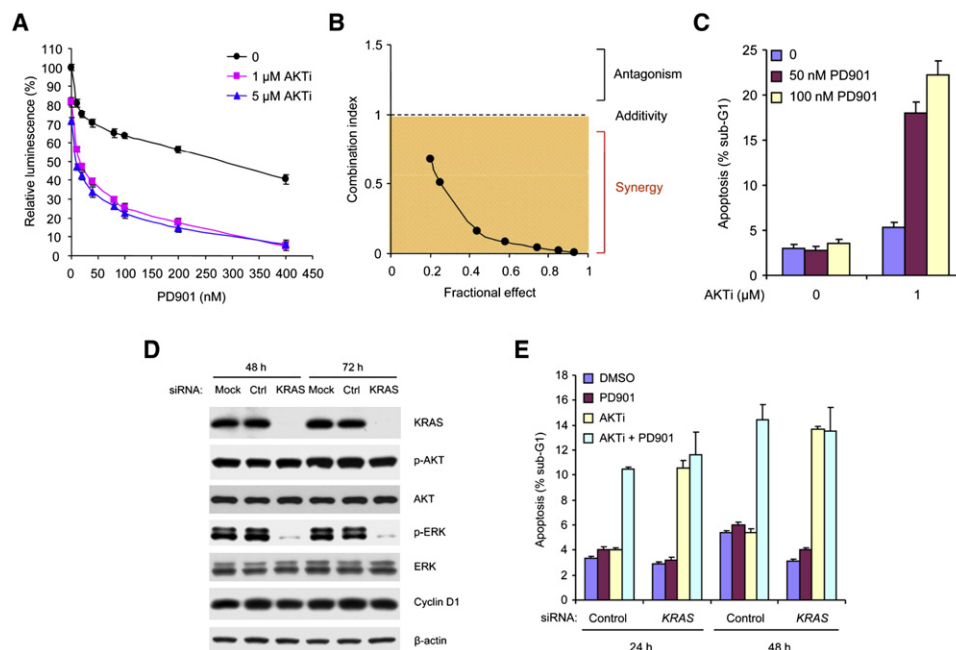 A
Relative luminescence (%)
110
100
90
80
70
60
50
40
30
20
10
0
0 50 100 150 200 250 300 350 400 450
PD901 (nM)
0
1 µM AKTi
5 µM AKTi
B
Combination index
1.5
1
0.5
0
0 0.2 0.4 0.6 0.8 1
Fractional effect
Antagonism
Additivity
Synergy
C
Apoptosis (% sub-G1)
25
20
15
10
5
0
0
50 nM PD901
100 nM PD901
AKTi (µM) 0 1
D
48 h 72 h
siRNA: Mock Ctrl KRAS Mock Ctrl KRAS
KRAS
p-AKT
AKT
p-ERK
ERK
Cyclin D1
β-actin
E
Apoptosis (% sub-G1)
18
16
14
12
10
8
6
4
2
0
DMSO
PD901
AKTi
AKTi + PD901
siRNA: Control KRAS Control KRAS
24 h 48 h